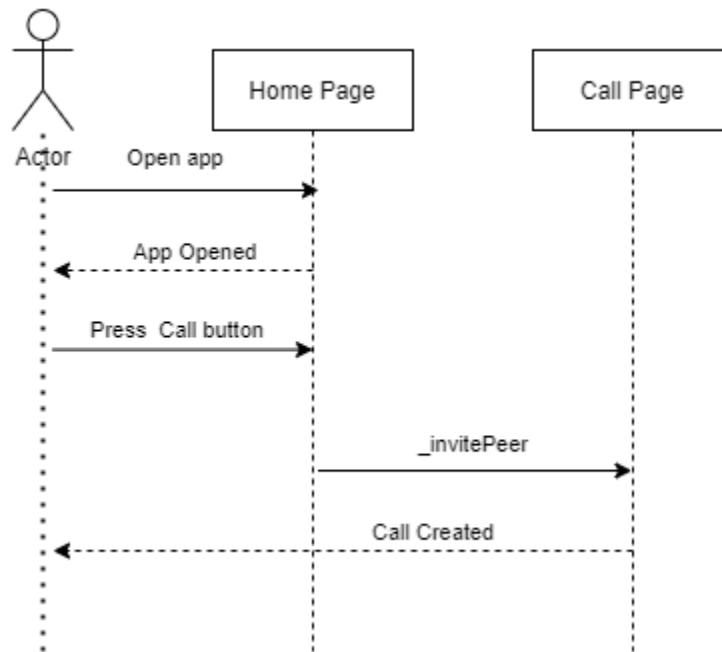 Home Page
Call Page
Actor
Open app
App Opened
Press Call button
_invitePeer
Call Created